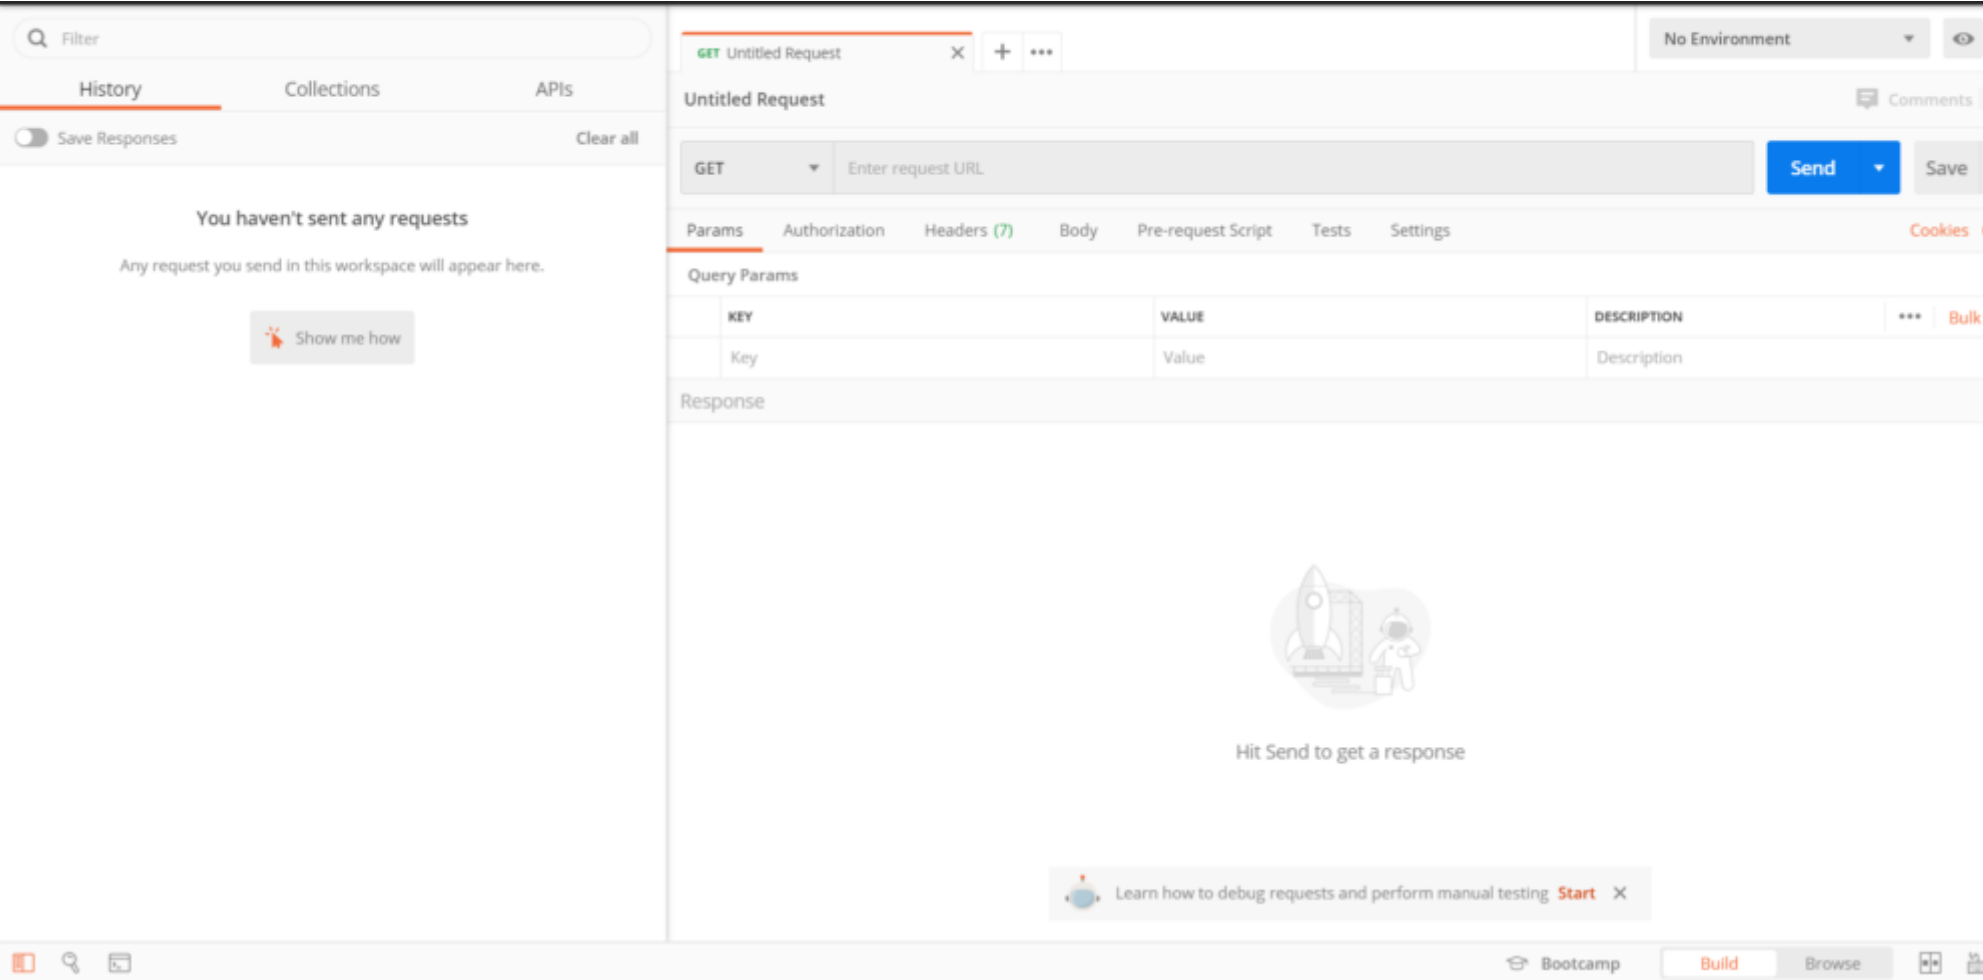 Filter
History Collections APIs
Save Responses Clear all
You haven't sent any requests
Any request you send in this workspace will appear here.
Show me how
GET Untitled Request
No Environment
Untitled Request
Comments
GET Enter request URL Send Save
Params Authorization Headers (7) Body Pre-request Script Tests Settings Cookies
Query Params
KEY VALUE DESCRIPTION Bulk
Key Value Description
Response
Hit Send to get a response
Learn how to debug requests and perform manual testing Start
Bootcamp Build Browse